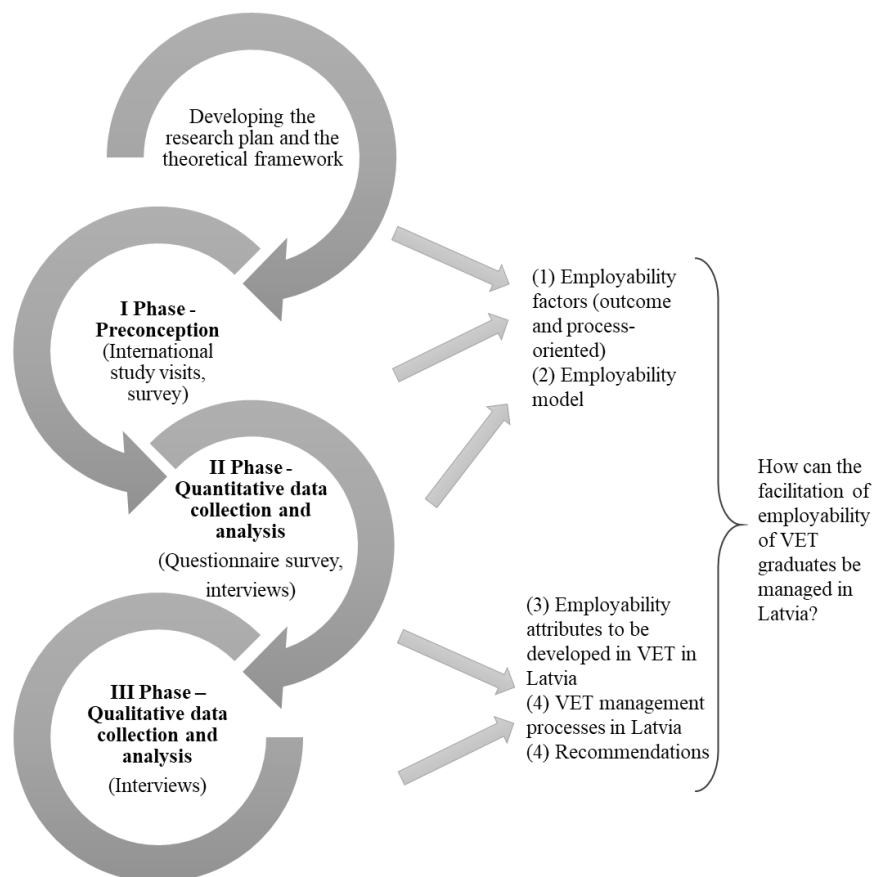 Developing the
research plan and the
theoretical framework
I Phase -
Preconception
(International
study visits,
survey)
II Phase -
Quantitative data
collection and
analysis
(Questionnaire survey,
interviews)
III Phase –
Qualitative data
collection and
analysis
(Interviews)
(1) Employability
factors (outcome
and process-
oriented)
(2) Employability
model
(3) Employability
attributes to be
developed in VET in
Latvia
(4) VET management
processes in Latvia
(4) Recommendations
How can the
facilitation of
employability
of VET
graduates be
managed in
Latvia?